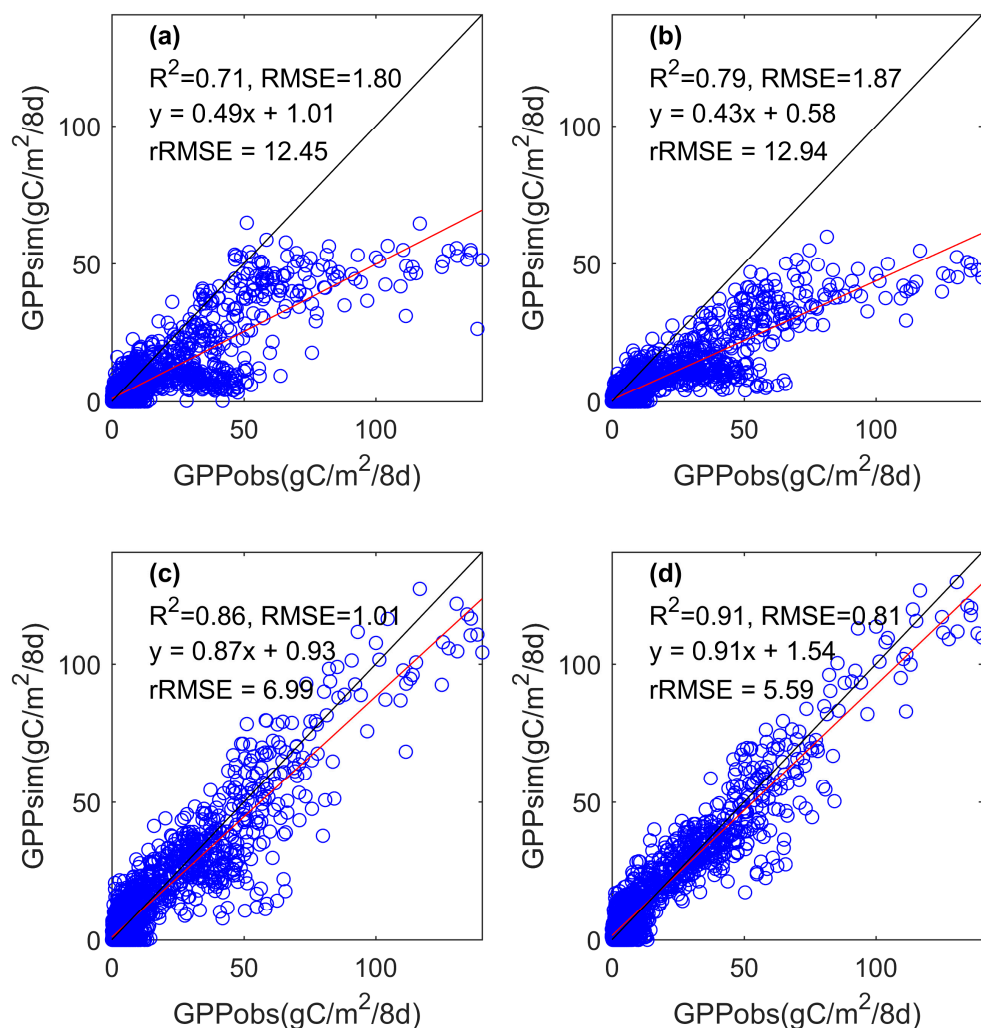 (a)
R²=0.71, RMSE=1.80
y = 0.49x + 1.01
rRMSE = 12.45
100
50
0
GPPsim(gC/m²/8d)
0 50 100
GPPobs(gC/m²/8d)
(b)
R²=0.79, RMSE=1.87
y = 0.43x + 0.58
rRMSE = 12.94
100
50
0
GPPsim(gC/m²/8d)
0 50 100
GPPobs(gC/m²/8d)
(c)
R²=0.86, RMSE=1.01
y = 0.87x + 0.93
rRMSE = 6.99
100
50
0
GPPsim(gC/m²/8d)
0 50 100
GPPobs(gC/m²/8d)
(d)
R²=0.91, RMSE=0.81
y = 0.91x + 1.54
rRMSE = 5.59
100
50
0
GPPsim(gC/m²/8d)
0 50 100
GPPobs(gC/m²/8d)